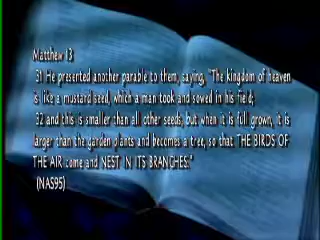 Matthew 13
31 He presented another parable to them, saying, "The kingdom of heaven
is like a mustard seed, which a man took and sowed in his field;
32 and this is smaller than all other seeds, but when it is full grown, it is
larger than the garden plants and becomes a tree, so that THE BIRDS OF
THE AIR come and NEST IN ITS BRANCHES."
(NAS95)